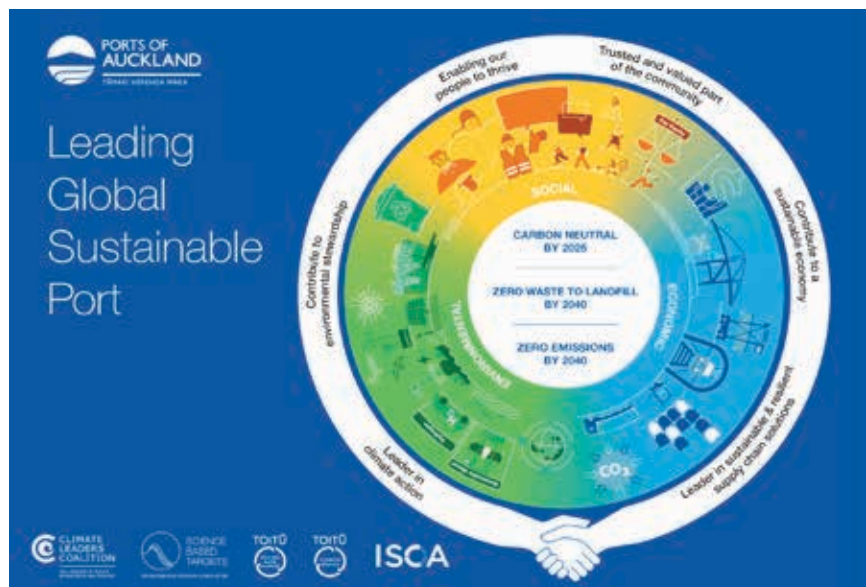 PORTS OF
AUCKLAND
Leading
Global
Sustainable
Port
Enabling our
people to thrive
Trusted and valued part
of the community
Contribute to a
sustainable economy
Leader in sustainable & resilient
supply chain solutions
Leader in
climate action
Contribute to
environmental stewardship
SOCIAL
ECONOMIC
ENVIRONMENTAL
CARBON NEUTRAL
BY 2025
ZERO WASTE TO LANDFILL
BY 2040
ZERO EMISSIONS
BY 2040
H2
CO2
CLIMATE
LEADERS
COALITION
SCIENCE
BASED
TARGETS
TOITŪ
TOITŪ
ISCA